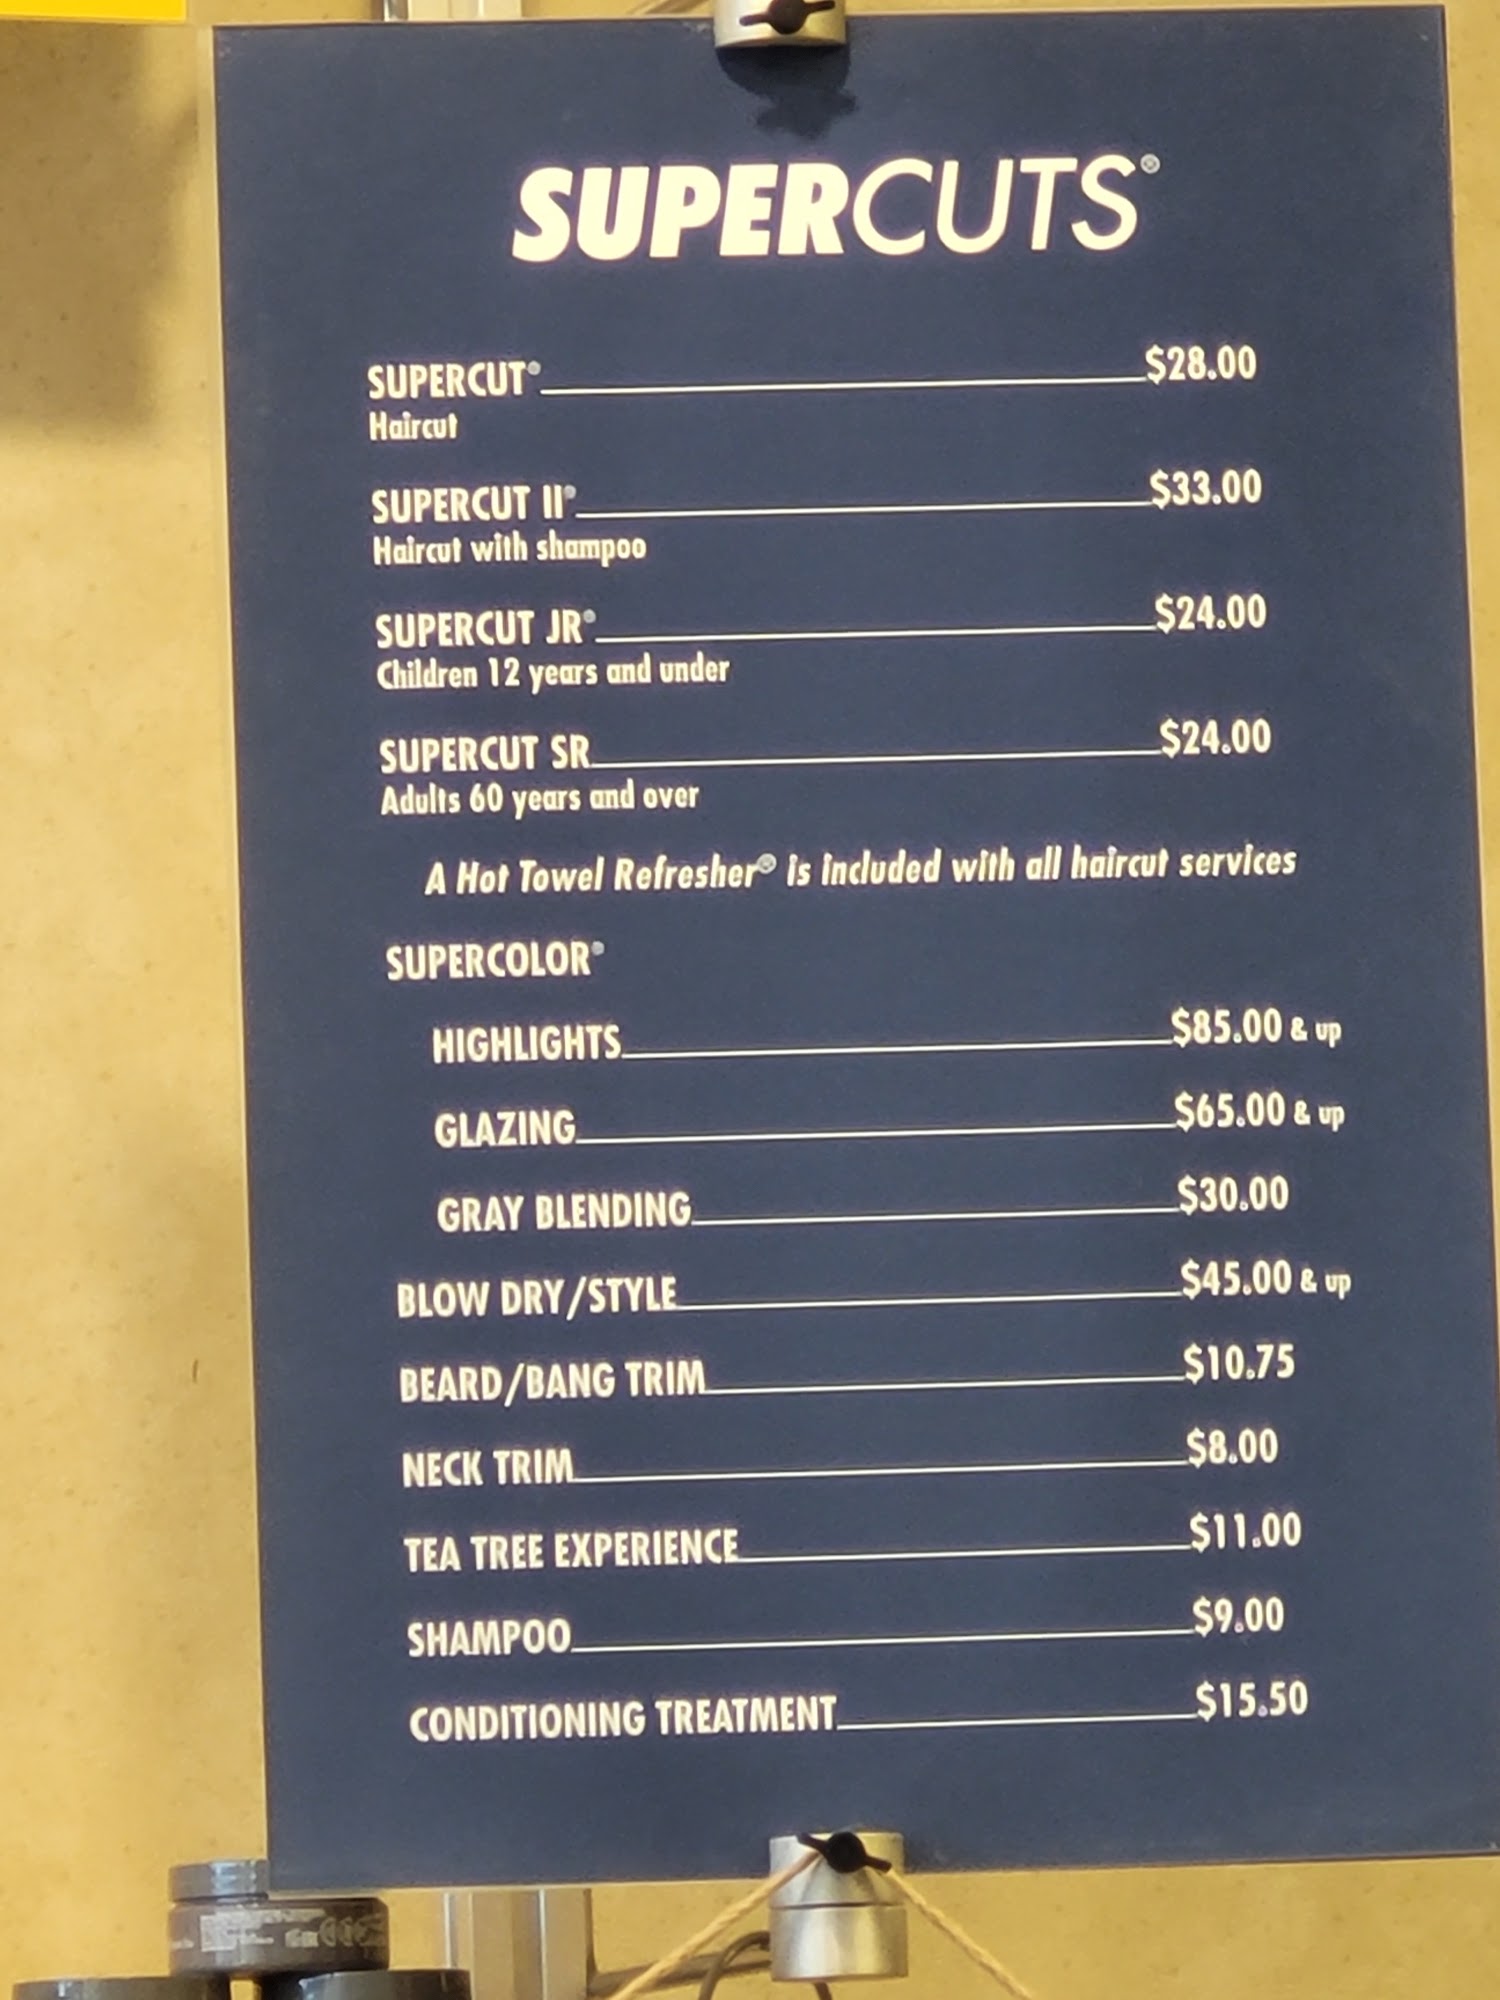 SUPERCUTS®
SUPERCUT® $28.00
Haircut
SUPERCUT II® $33.00
Haircut with shampoo
SUPERCUT JR® $24.00
Children 12 years and under
SUPERCUT SR $24.00
Adults 60 years and over
A Hot Towel Refresher® is included with all haircut services
SUPERCOLOR®
HIGHLIGHTS $85.00 & up
GLAZING $65.00 & up
GRAY BLENDING $30.00
BLOW DRY/STYLE $45.00 & up
BEARD/BANG TRIM $10.75
NECK TRIM $8.00
TEA TREE EXPERIENCE $11.00
SHAMPOO $9.00
CONDITIONING TREATMENT $15.50